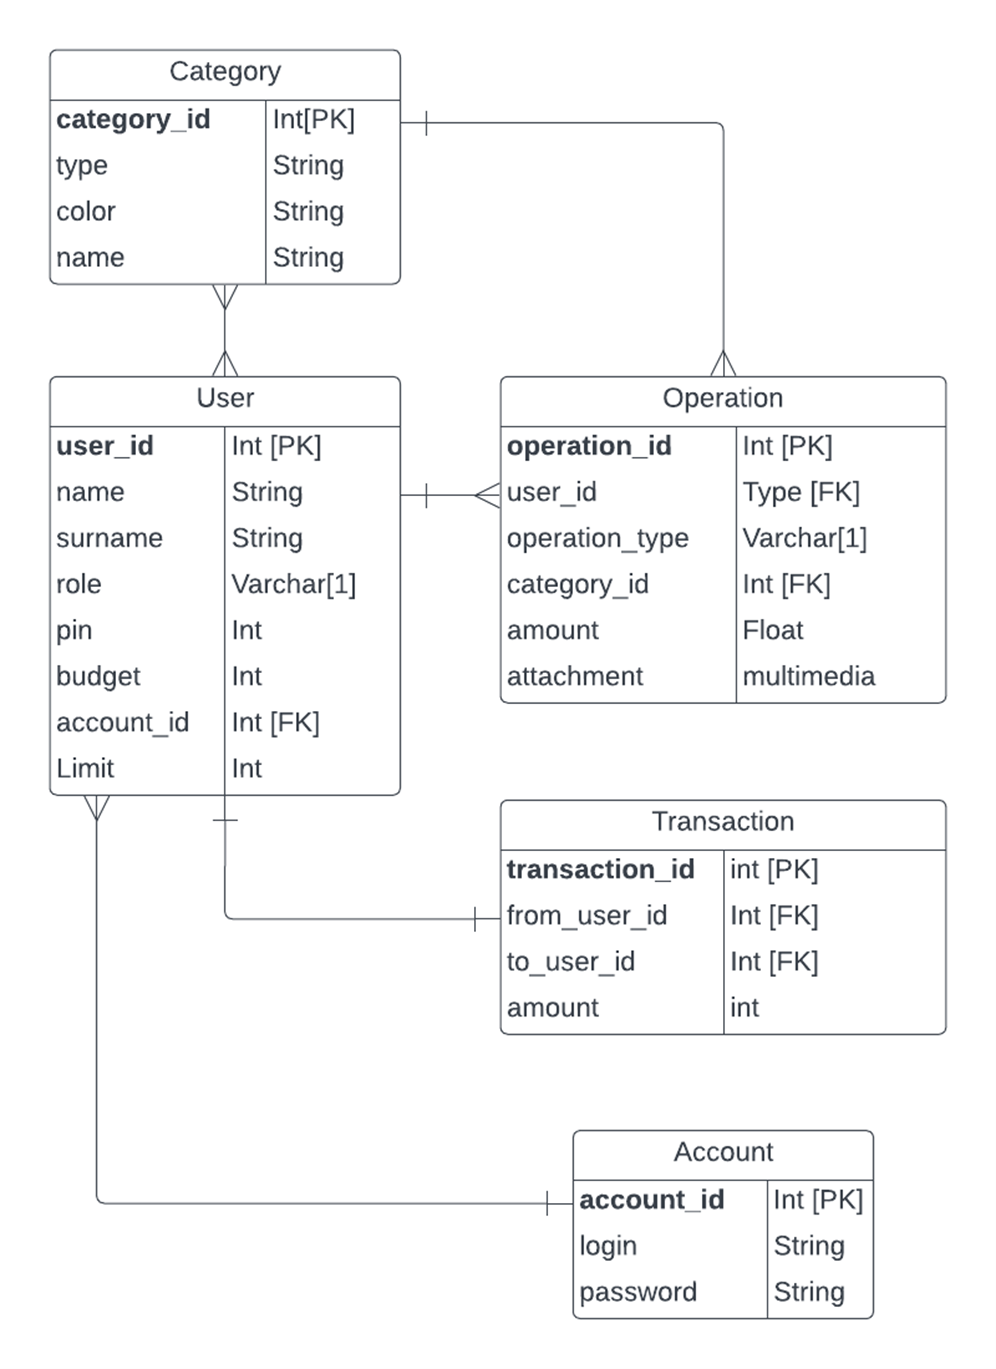 Category
category_id Int[PK]
type String
color String
name String
User
user_id Int [PK]
name String
surname String
role Varchar[1]
pin Int
budget Int
account_id Int [FK]
Limit Int
Operation
operation_id Int [PK]
user_id Type [FK]
operation_type Varchar[1]
category_id Int [FK]
amount Float
attachment multimedia
Transaction
transaction_id int [PK]
from_user_id Int [FK]
to_user_id Int [FK]
amount int
Account
account_id Int [PK]
login String
password String